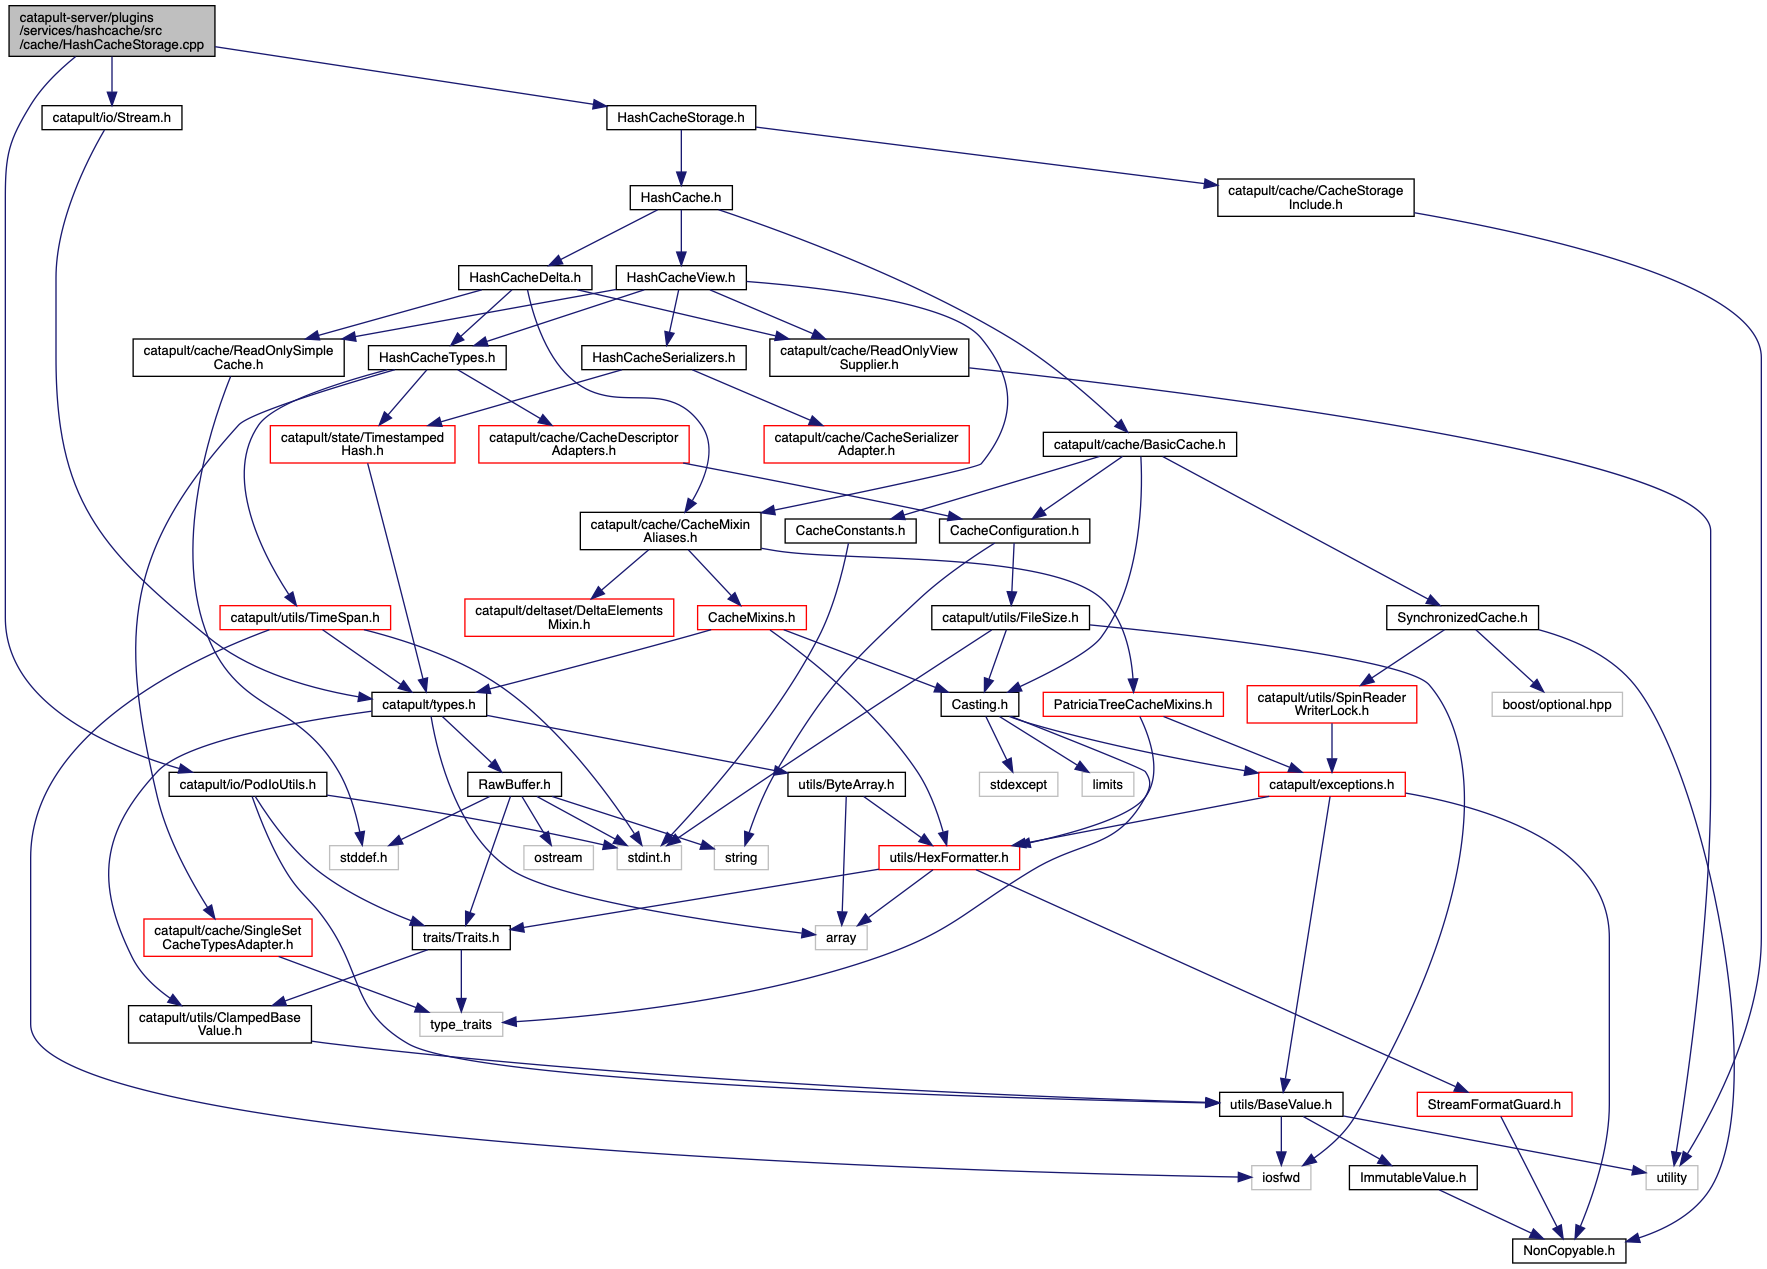 catapult-server/plugins
/services/hashcache/src
/cache/HashCacheStorage.cpp
catapult/io/Stream.h
HashCacheStorage.h
HashCache.h
catapult/cache/CacheStorage
Include.h
HashCacheDelta.h
HashCacheView.h
catapult/cache/ReadOnlySimple
Cache.h
HashCacheTypes.h
HashCacheSerializers.h
catapult/cache/ReadOnlyView
Supplier.h
catapult/state/Timestamped
Hash.h
catapult/cache/CacheDescriptor
Adapters.h
catapult/cache/CacheSerializer
Adapter.h
catapult/cache/BasicCache.h
catapult/cache/CacheMixin
Aliases.h
CacheConstants.h
CacheConfiguration.h
catapult/utils/TimeSpan.h
catapult/deltaset/DeltaElements
Mixin.h
CacheMixins.h
catapult/utils/FileSize.h
SynchronizedCache.h
catapult/types.h
Casting.h
PatriciaTreeCacheMixins.h
catapult/utils/SpinReader
WriterLock.h
boost/optional.hpp
catapult/io/PodIoUtils.h
RawBuffer.h
utils/ByteArray.h
stdexcept
limits
catapult/exceptions.h
stddef.h
ostream
stdint.h
string
utils/HexFormatter.h
catapult/cache/SingleSet
CacheTypesAdapter.h
traits/Traits.h
array
catapult/utils/ClampedBase
Value.h
type_traits
utils/BaseValue.h
StreamFormatGuard.h
iosfwd
ImmutableValue.h
utility
NonCopyable.h